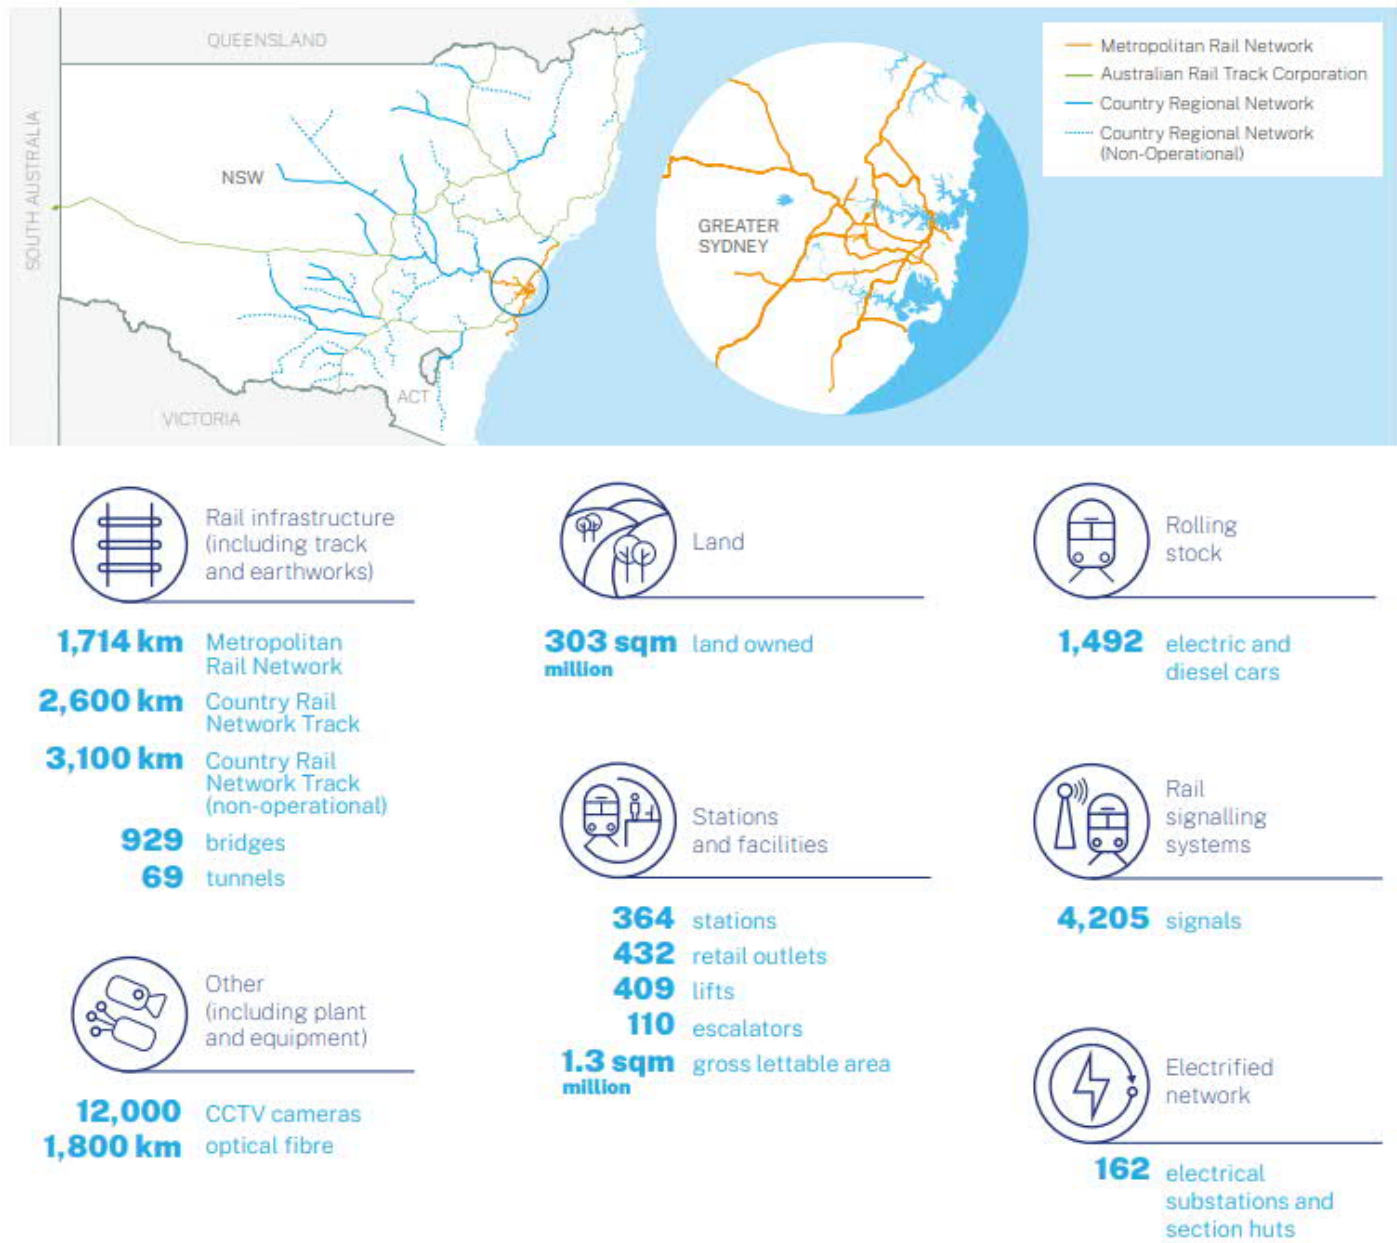 QUEENSLAND
SOUTH AUSTRALIA
NSW
ACT
VICTORIA
GREATER
SYDNEY
Metropolitan Rail Network
Australian Rail Track Corporation
Country Regional Network
Country Regional Network
(Non-Operational)
Rail infrastructure
(including track
and earthworks)
1,714 km Metropolitan
Rail Network
2,600 km Country Rail
Network Track
3,100 km Country Rail
Network Track
(non-operational)
929 bridges
69 tunnels
Other
(including plant
and equipment)
12,000 CCTV cameras
1,800 km optical fibre
Land
303 sqm land owned
million
Stations
and facilities
364 stations
432 retail outlets
409 lifts
110 escalators
1.3 sqm gross lettable area
million
Rolling
stock
1,492 electric and
diesel cars
Rail
signalling
systems
4,205 signals
Electrified
network
162 electrical
substations and
section huts